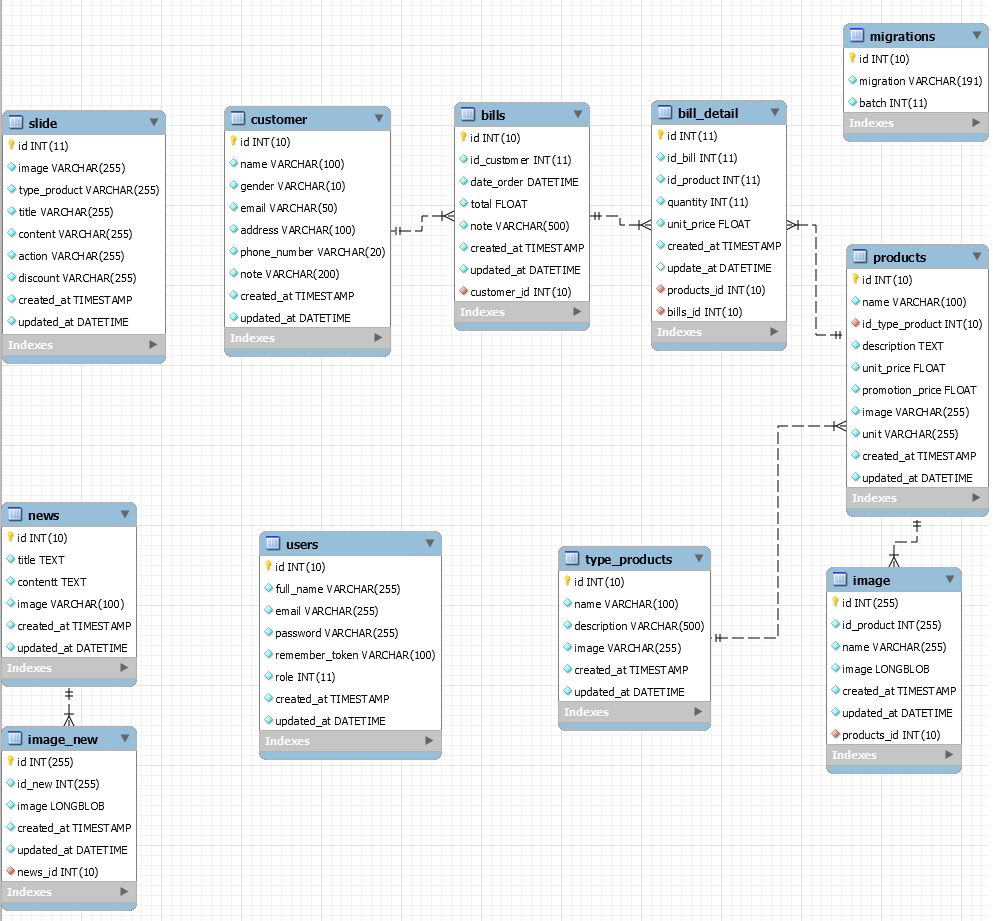 migrations
id INT(10)
migration VARCHAR(191)
batch INT(11)
Indexes
slide
id INT(11)
image VARCHAR(255)
type_product VARCHAR(255)
title VARCHAR(255)
content VARCHAR(255)
action VARCHAR(255)
discount VARCHAR(255)
created_at TIMESTAMP
updated_at DATETIME
Indexes
customer
id INT(10)
name VARCHAR(100)
gender VARCHAR(10)
email VARCHAR(50)
address VARCHAR(100)
phone_number VARCHAR(20)
note VARCHAR(200)
created_at TIMESTAMP
updated_at DATETIME
Indexes
bills
id INT(10)
id_customer INT(11)
date_order DATETIME
total FLOAT
note VARCHAR(500)
created_at TIMESTAMP
updated_at DATETIME
customer_id INT(10)
Indexes
bill_detail
id INT(11)
id_bill INT(11)
id_product INT(11)
quantity INT(11)
unit_price FLOAT
created_at TIMESTAMP
update_at DATETIME
products_id INT(10)
bills_id INT(10)
Indexes
products
id INT(10)
name VARCHAR(100)
id_type_product INT(10)
description TEXT
unit_price FLOAT
promotion_price FLOAT
image VARCHAR(255)
unit VARCHAR(255)
created_at TIMESTAMP
updated_at DATETIME
Indexes
news
id INT(10)
title TEXT
contentt TEXT
image VARCHAR(100)
created_at TIMESTAMP
updated_at DATETIME
Indexes
users
id INT(10)
full_name VARCHAR(255)
email VARCHAR(255)
password VARCHAR(255)
remember_token VARCHAR(100)
role INT(11)
created_at TIMESTAMP
updated_at DATETIME
Indexes
type_products
id INT(10)
name VARCHAR(100)
description VARCHAR(500)
image VARCHAR(255)
created_at TIMESTAMP
updated_at DATETIME
Indexes
image
id INT(255)
id_product INT(255)
name VARCHAR(255)
image LONGBLOB
created_at TIMESTAMP
updated_at DATETIME
products_id INT(10)
Indexes
image_new
id INT(255)
id_new INT(255)
image LONGBLOB
created_at TIMESTAMP
updated_at DATETIME
news_id INT(10)
Indexes